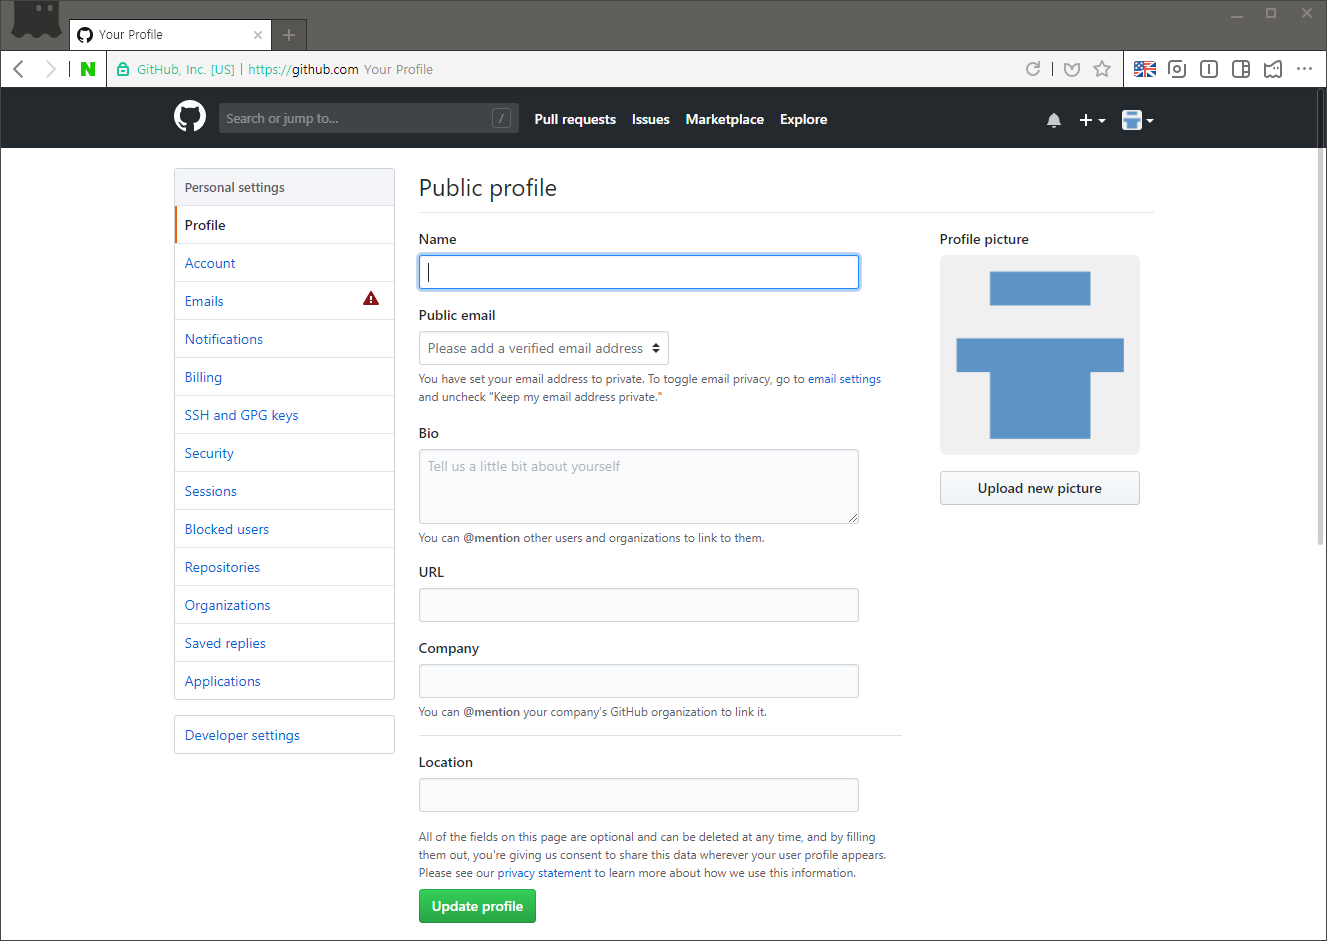 Your Profile
N
GitHub, Inc. [US] | https://github.com Your Profile
Search or jump to... /
Pull requests Issues Marketplace Explore
Personal settings
Profile
Account
Emails
Notifications
Billing
SSH and GPG keys
Security
Sessions
Blocked users
Repositories
Organizations
Saved replies
Applications
Developer settings
Public profile
Name
Public email
Please add a verified email address
You have set your email address to private. To toggle email privacy, go to email settings
and uncheck "Keep my email address private."
Bio
Tell us a little bit about yourself
You can @mention other users and organizations to link to them.
URL
Company
You can @mention your company's GitHub organization to link it.
Location
All of the fields on this page are optional and can be deleted at any time, and by filling
them out, you're giving us consent to share this data wherever your user profile appears.
Please see our privacy statement to learn more about how we use this information.
Update profile
Profile picture
Upload new picture